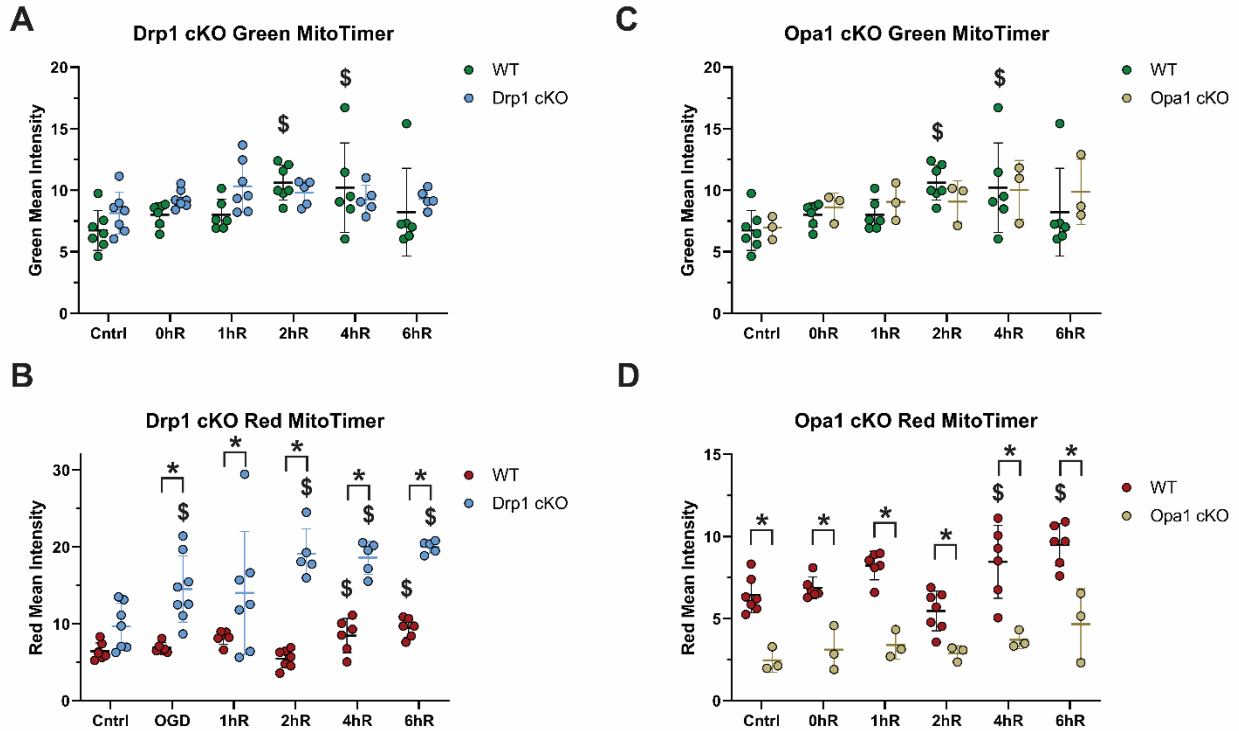 A
Drp1 cKO Green MitoTimer
Green Mean Intensity
20
15
10
5
0
$
$
Cntrl
0hR
1hR
2hR
4hR
6hR
WT
Drp1 cKO
C
Opa1 cKO Green MitoTimer
Green Mean Intensity
20
15
10
5
0
$
$
Cntrl
0hR
1hR
2hR
4hR
6hR
WT
Opa1 cKO
B
Drp1 cKO Red MitoTimer
Red Mean Intensity
30
20
10
0
*
*
*
*
*
$
$
$
$
$
$
Cntrl
OGD
1hR
2hR
4hR
6hR
WT
Drp1 cKO
D
Opa1 cKO Red MitoTimer
Red Mean Intensity
15
10
5
0
*
*
*
*
*
*
$
$
Cntrl
0hR
1hR
2hR
4hR
6hR
WT
Opa1 cKO